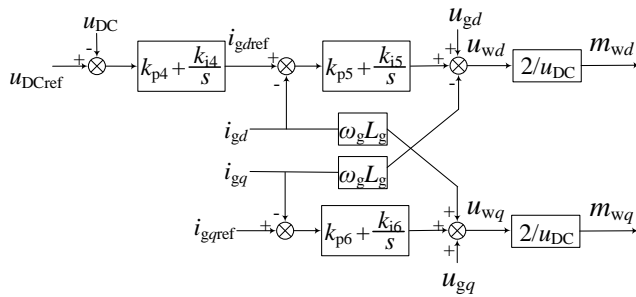 u_DC
u_DCref
+
-
k_p4 + k_i4/s
i_gdref
+
-
k_p5 + k_i5/s
u_gd
+
+
-
u_wd
2/u_DC
m_wd
i_gd
ω_g L_g
i_gq
ω_g L_g
i_gqref
+
-
k_p6 + k_i6/s
+
+
+
u_wq
2/u_DC
m_wq
u_gq